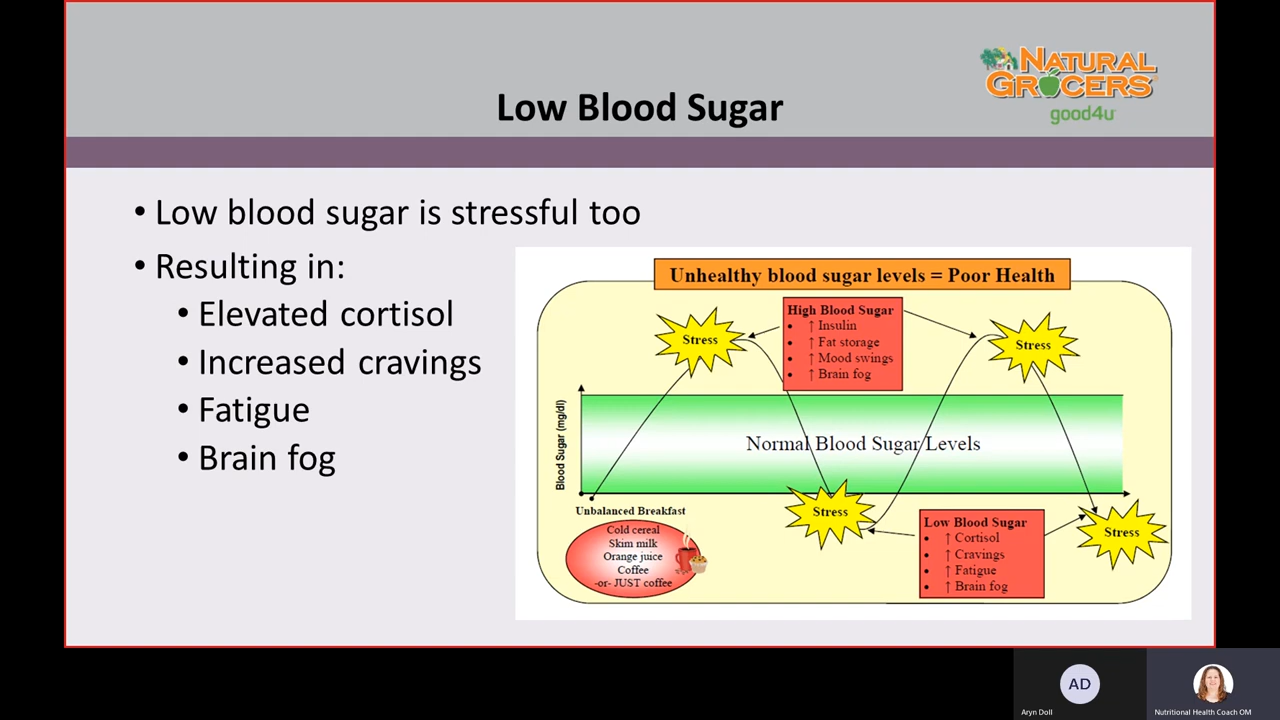 NATURAL
GROCERS
good4u
Low Blood Sugar
• Low blood sugar is stressful too
• Resulting in:
• Elevated cortisol
• Increased cravings
• Fatigue
• Brain fog
Unhealthy blood sugar levels = Poor Health
High Blood Sugar
• ↑ Insulin
• ↑ Fat storage
• ↑ Mood swings
• ↑ Brain fog
Stress
Stress
Blood Sugar (mg/dl)
Normal Blood Sugar Levels
Unbalanced Breakfast
Cold cereal
Skim milk
Orange juice
Coffee
-or- JUST coffee
Stress
Low Blood Sugar
• ↑ Cortisol
• ↑ Cravings
• ↑ Fatigue
• ↑ Brain fog
Stress
AD
Aryn Doll
Nutritional Health Coach OM